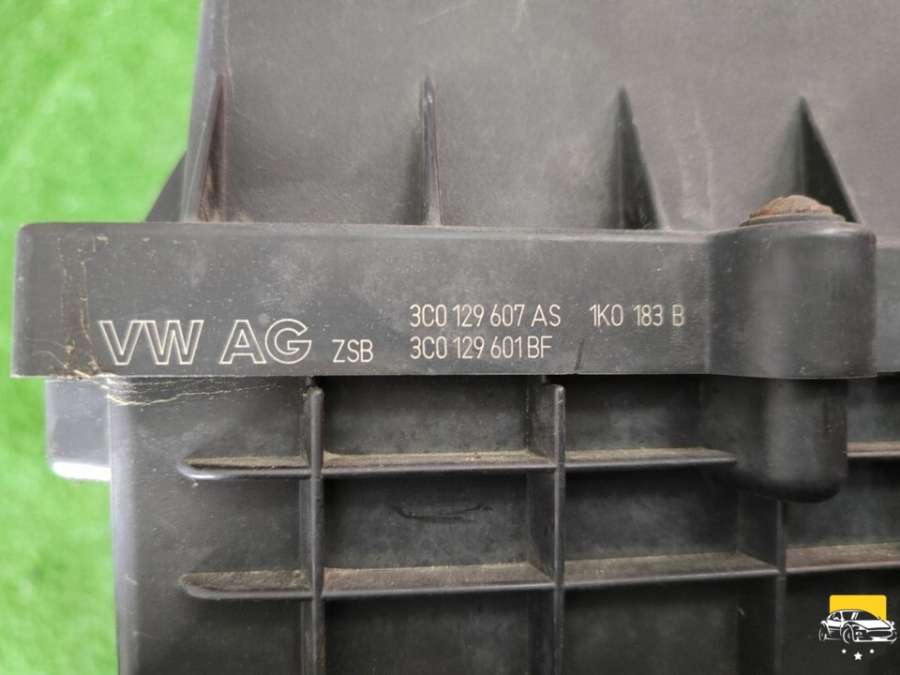 VW AG ZSB
3C0 129 607 AS 1K0 183 B
3C0 129 601 BF